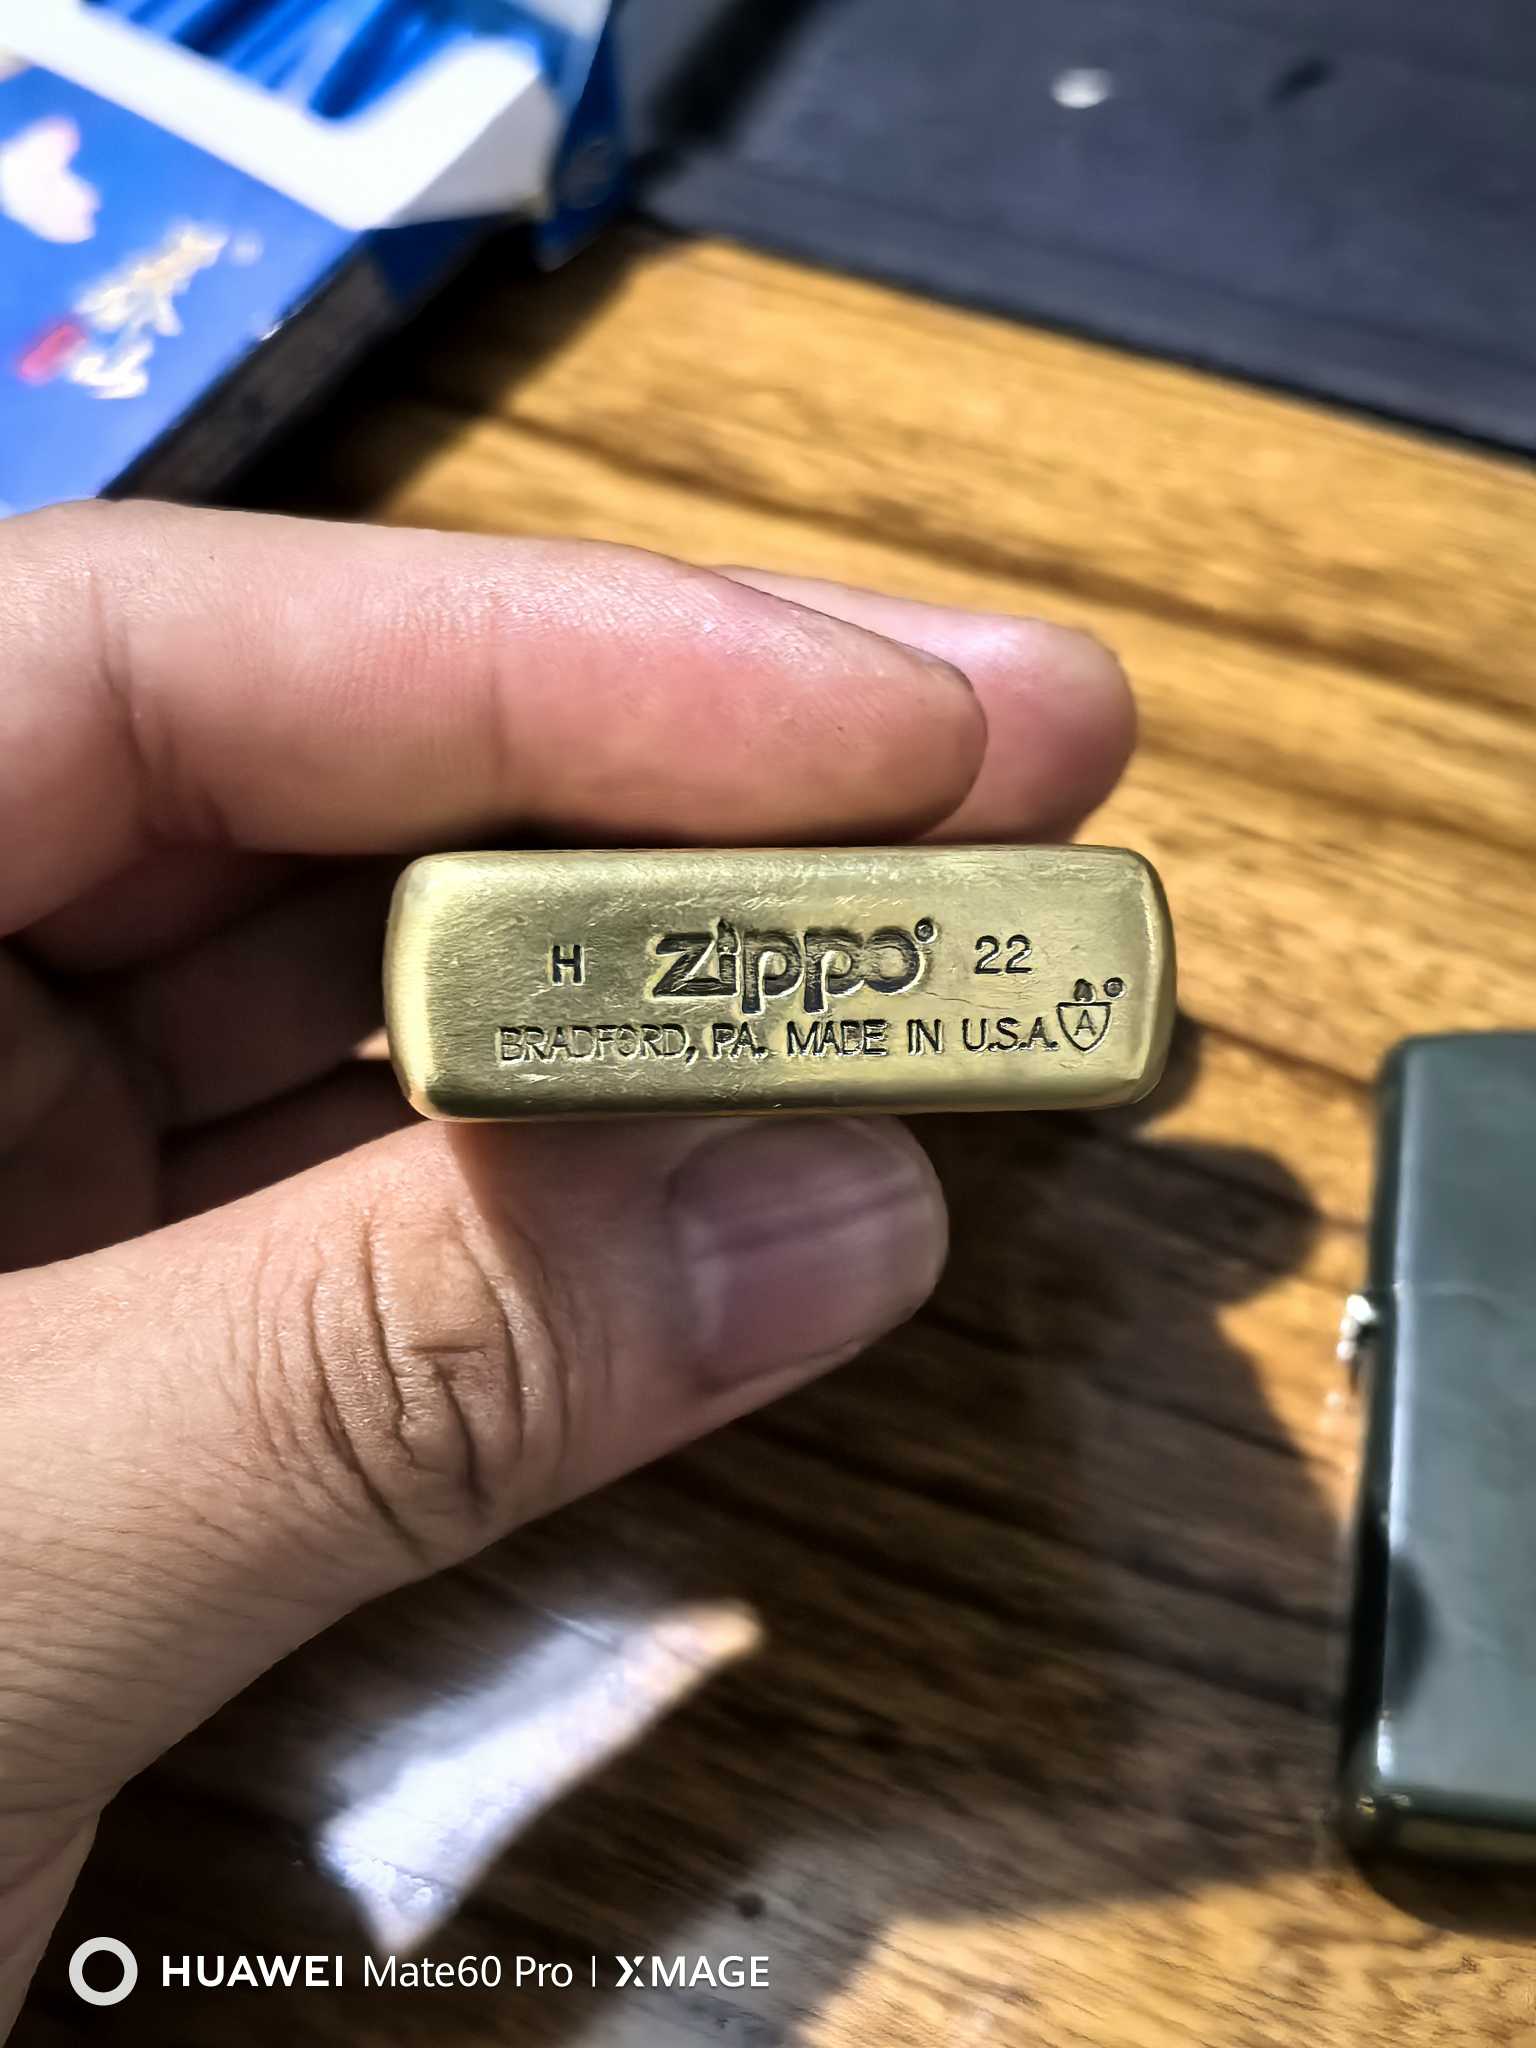 H zippo 22
BRADFORD, PA. MADE IN U.S.A. A
HUAWEI Mate60 Pro | XMAGE